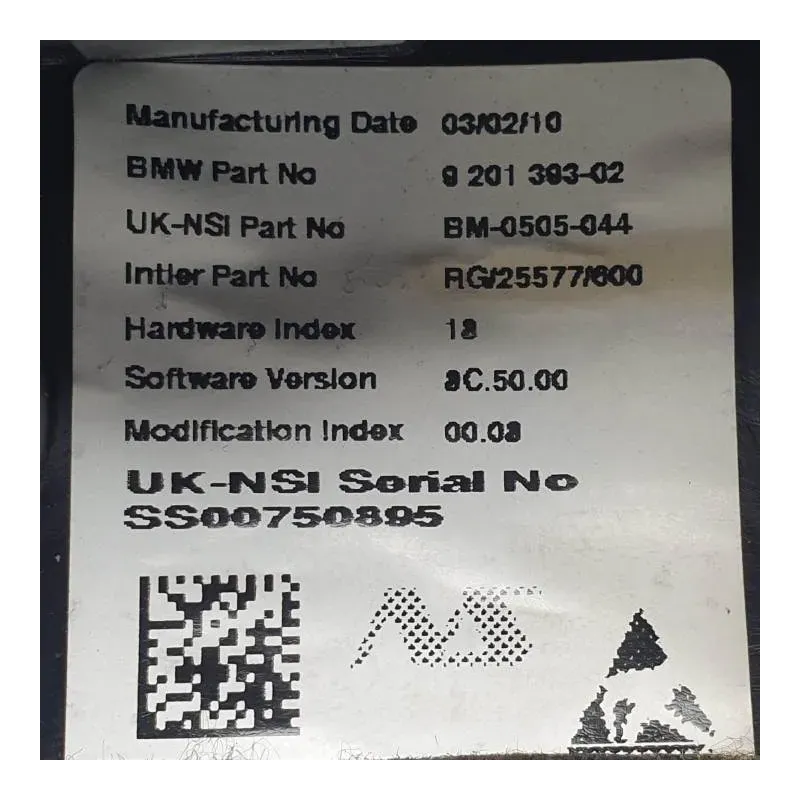 Manufacturing Date 03/02/10
BMW Part No 9 201 393-02
UK-NSI Part No BM-0505-044
Intier Part No RG/25577/600
Hardware Index 18
Software Version 8C.50.00
Modification Index 00.08
UK-NSI Serial No
SS00750895